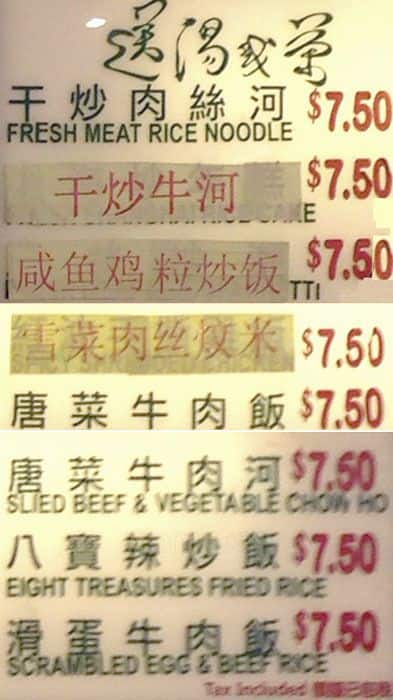 送湯或茶
干炒肉絲河 $7.50
FRESH MEAT RICE NOODLE
干炒牛河 $7.50
咸鱼鸡粒炒饭 $7.50
TTI
雪菜肉丝炆米 $7.50
唐菜牛肉飯 $7.50
唐菜牛肉河 $7.50
SLIED BEEF & VEGETABLE CHOW HO
八寶辣炒飯 $7.50
EIGHT TREASURES FRIED RICE
滑蛋牛肉飯 $7.50
SCRAMBLED EGG & BEEF RICE
Tax Included